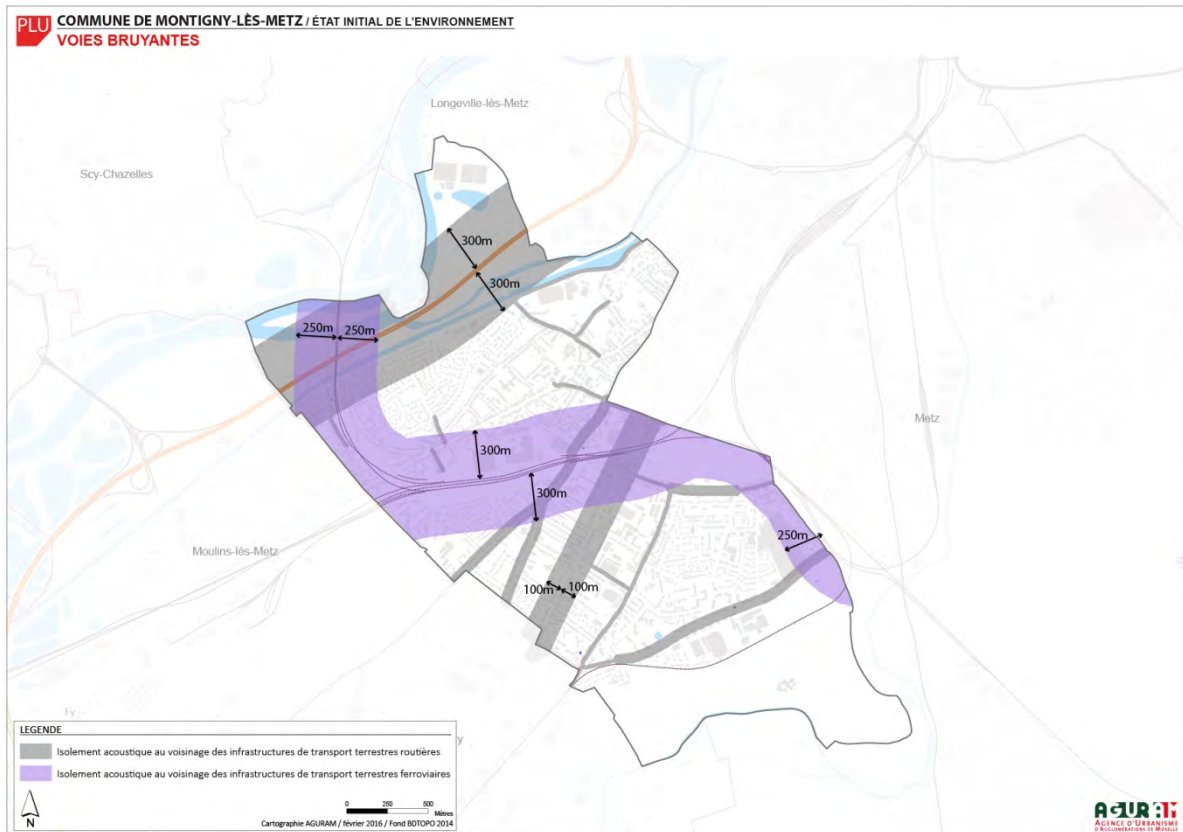 PLU COMMUNE DE MONTIGNY-LÈS-METZ / ÉTAT INITIAL DE L'ENVIRONNEMENT
VOIES BRUYANTES
Longeville-lès-Metz
Scy-Chazelles
300m
300m
250m 250m
Metz
300m
300m
250m
Moulins-lès-Metz
100m 100m
Fy
y
LEGENDE
Isolement acoustique au voisinage des infrastructures de transport terrestres routières
Isolement acoustique au voisinage des infrastructures de transport terrestres ferroviaires
0 250 500
Mètres
N
Cartographie AGURAM / février 2016 / Fond BDTOPO 2014
AGURAM
AGENCE D'URBANISME
D'AGGLOMÉRATIONS DE MOSELLE